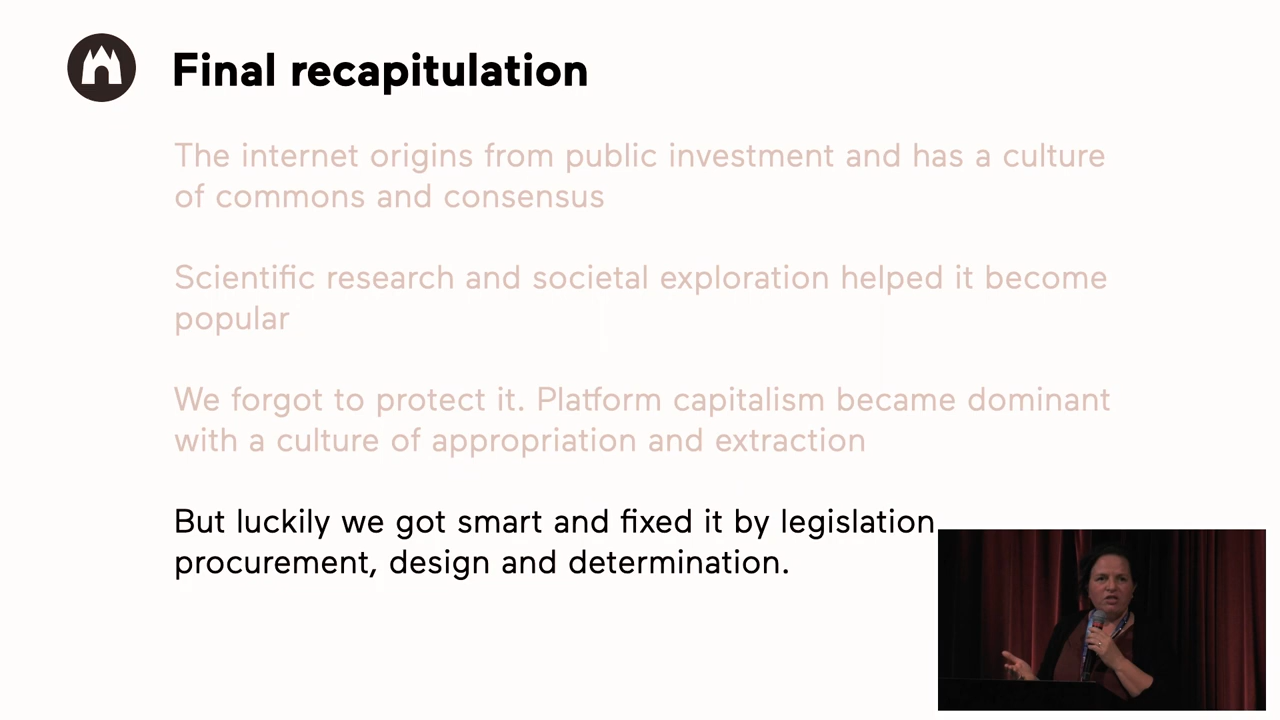 Final recapitulation
The internet origins from public investment and has a culture
of commons and consensus
Scientific research and societal exploration helped it become
popular
We forgot to protect it. Platform capitalism became dominant
with a culture of appropriation and extraction
But luckily we got smart and fixed it by legislation
procurement, design and determination.